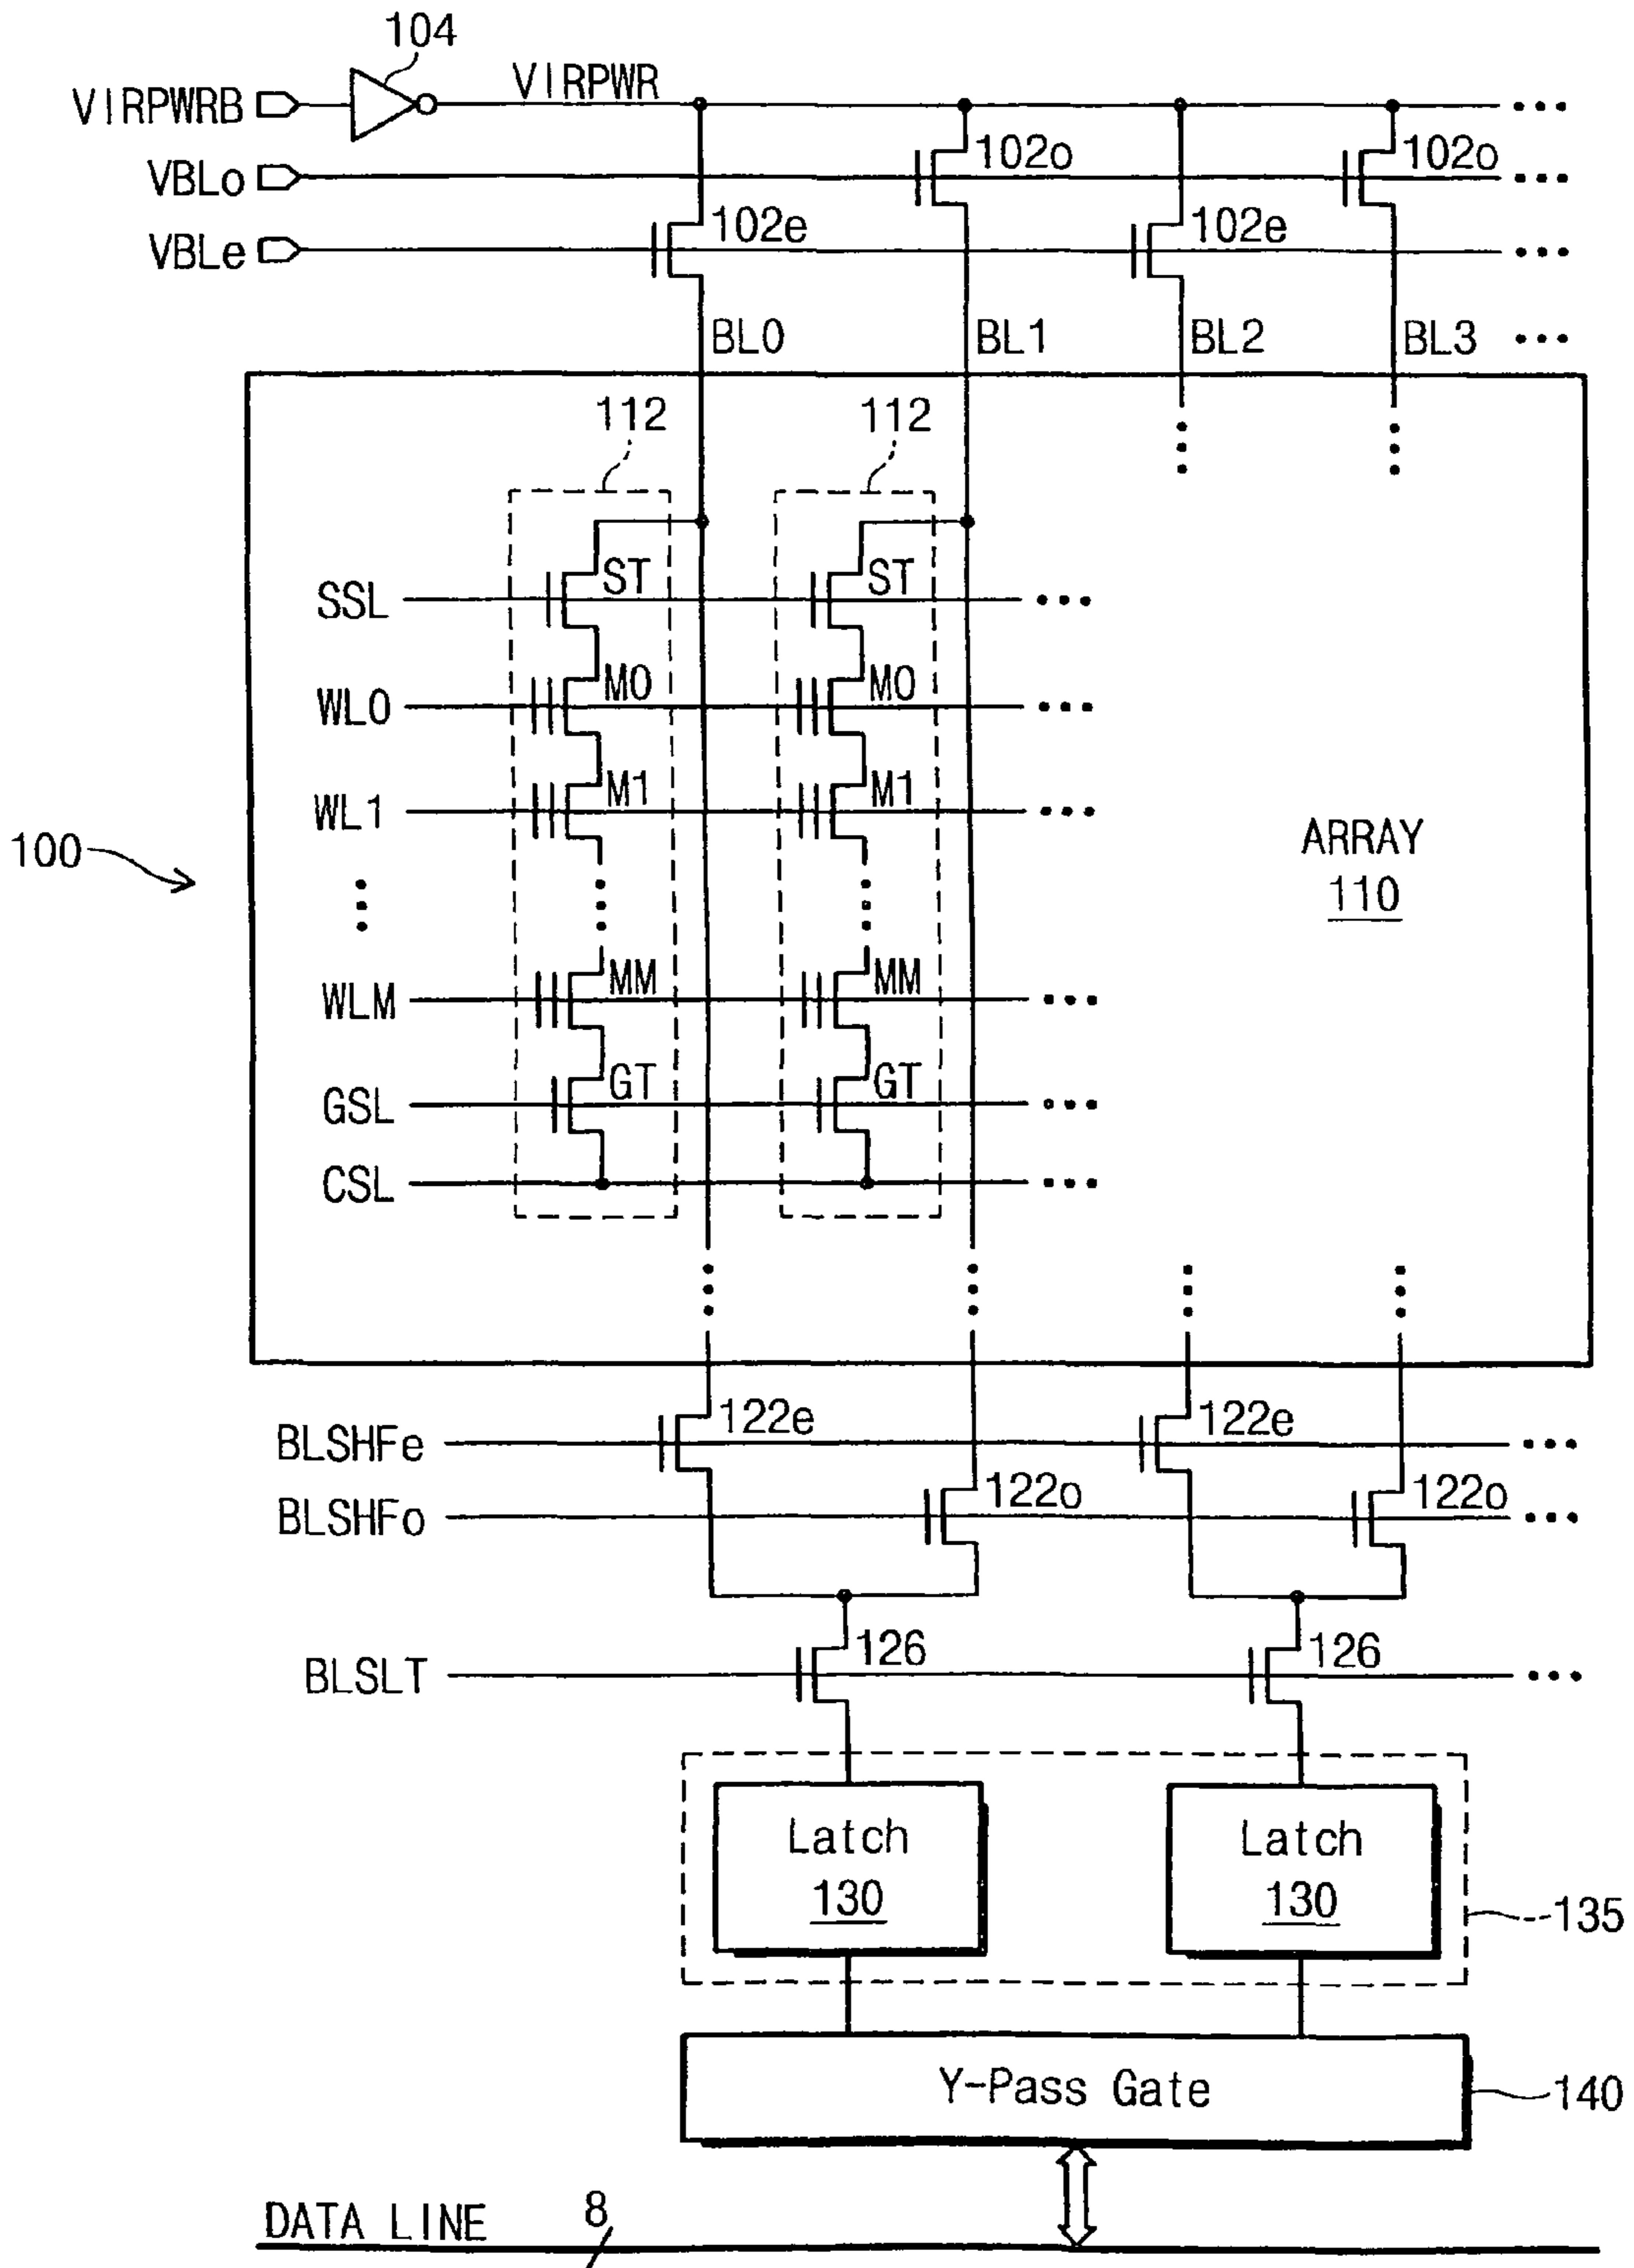 104
VIRPWRB VIRPWR ...
VBLo 102o 102o ...
VBLe 102e 102e ...
BL0 BL1 BL2 BL3 ...
112 112
SSL ST ST ...
WL0 M0 M0 ...
WL1 M1 M1 ...
100
ARRAY
110
WLM MM MM ...
GSL GT GT ...
CSL ...
BLSHFe 122e 122e ...
BLSHFo 122o 122o ...
BLSLT 126 126 ...
Latch Latch
130 130
135
Y-Pass Gate
140
DATA LINE 8